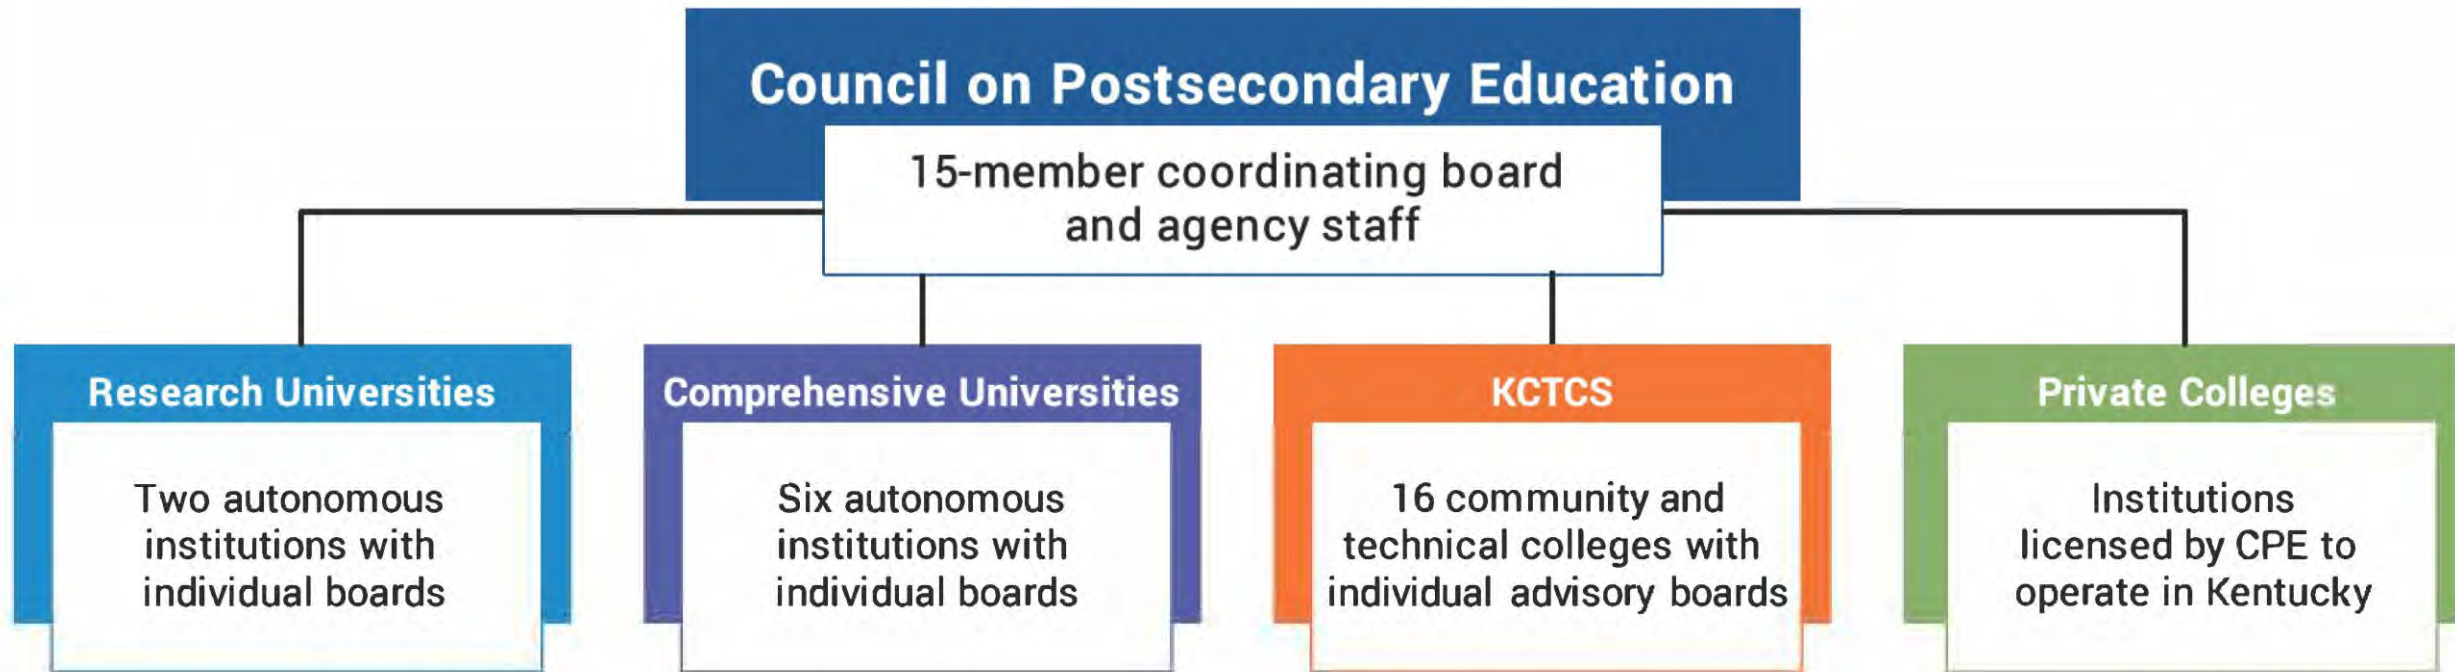 Council on Postsecondary Education
15-member coordinating board
and agency staff
Research Universities
Two autonomous
institutions with
individual boards
Comprehensive Universities
Six autonomous
institutions with
individual boards
KCTCS
16 community and
technical colleges with
individual advisory boards
Private Colleges
Institutions
licensed by CPE to
operate in Kentucky